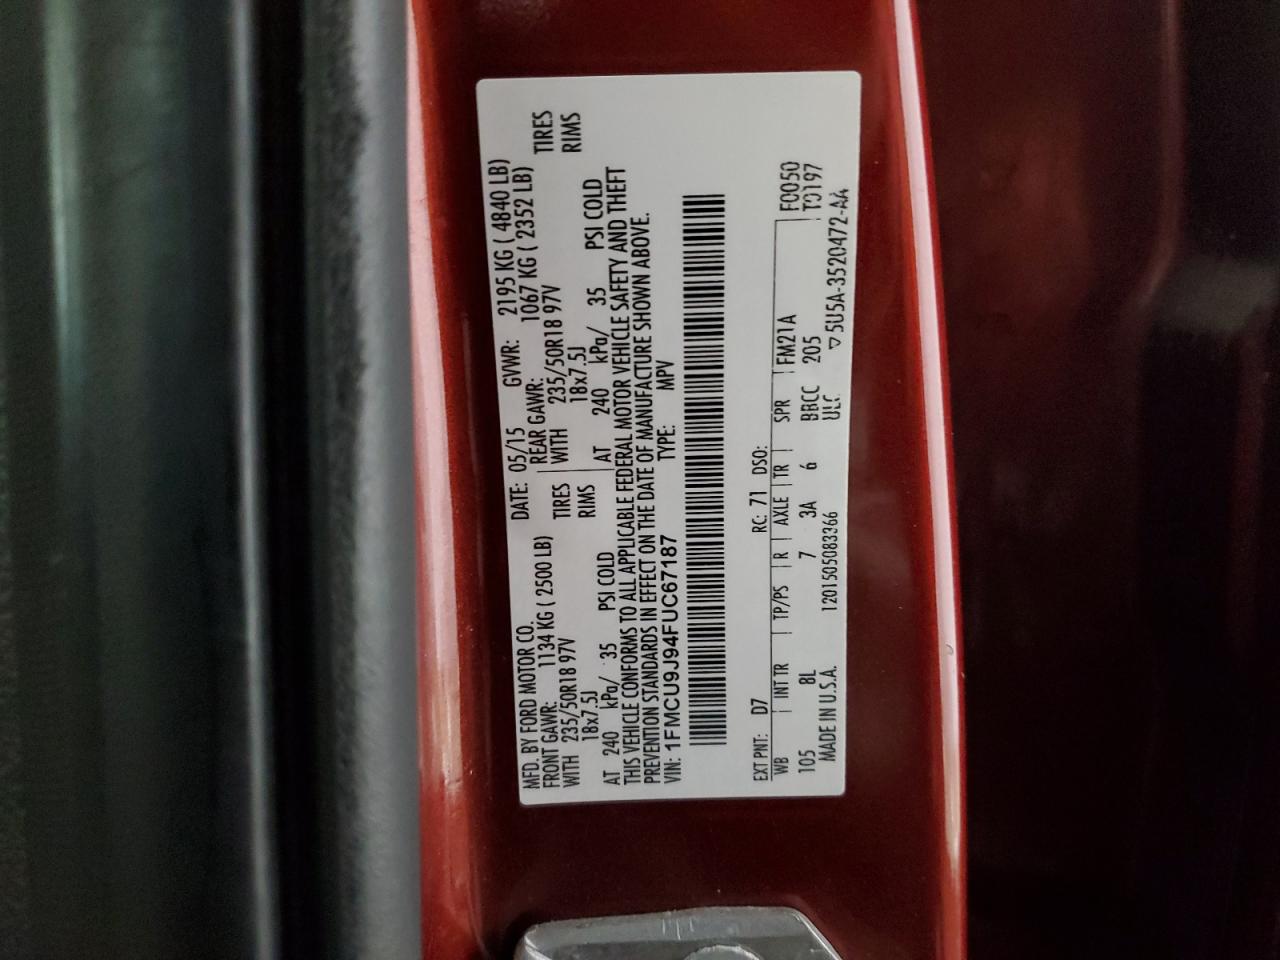 MFD. BY FORD MOTOR CO.
DATE: 05/15 GVWR: 2195 KG ( 4840 LB)
FRONT GAWR: 1134 KG ( 2500 LB) REAR GAWR: 1067 KG ( 2352 LB)
WITH 235/50R18 97V TIRES WITH 235/50R18 97V TIRES
18x7.5J RIMS 18x7.5J RIMS
AT 240 kPa/ 35 PSI COLD AT 240 kPa/ 35 PSI COLD
THIS VEHICLE CONFORMS TO ALL APPLICABLE FEDERAL MOTOR VEHICLE SAFETY AND THEFT
PREVENTION STANDARDS IN EFFECT ON THE DATE OF MANUFACTURE SHOWN ABOVE.
VIN: 1FMCU9J94FUC67187 TYPE: MPV
EXT PNT: D7 RC: 71 DSO: F0050
WB INT TR TP/PS R AXLE TR SPR FM21A T0197
105 8L 7 3A 6 BBCC 205
MADE IN U.S.A. 1201505083366 ULC ▽5U5A-3520472-AA